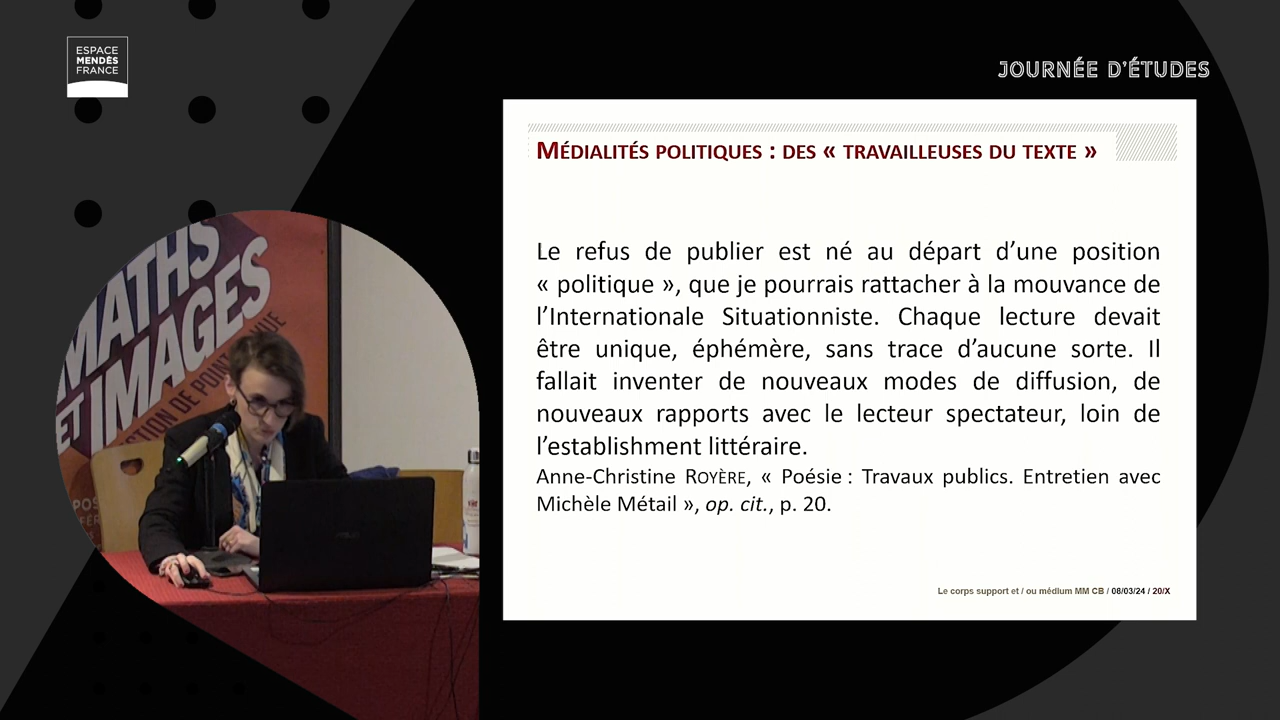 ESPACE
MENDÈS
FRANCE
JOURNÉE D'ÉTUDES
MÉDIALITÉS POLITIQUES : DES « TRAVAILLEUSES DU TEXTE »
Le refus de publier est né au départ d’une position
« politique », que je pourrais rattacher à la mouvance de
l’Internationale Situationniste. Chaque lecture devait
être unique, éphémère, sans trace d’aucune sorte. Il
fallait inventer de nouveaux modes de diffusion, de
nouveaux rapports avec le lecteur spectateur, loin de
l’establishment littéraire.
Anne-Christine ROYÈRE, « Poésie : Travaux publics. Entretien avec
Michèle Métail », op. cit., p. 20.
Le corps support et / ou médium MM CB / 08/03/24 / 20/X
MATHS
ET IMAGES